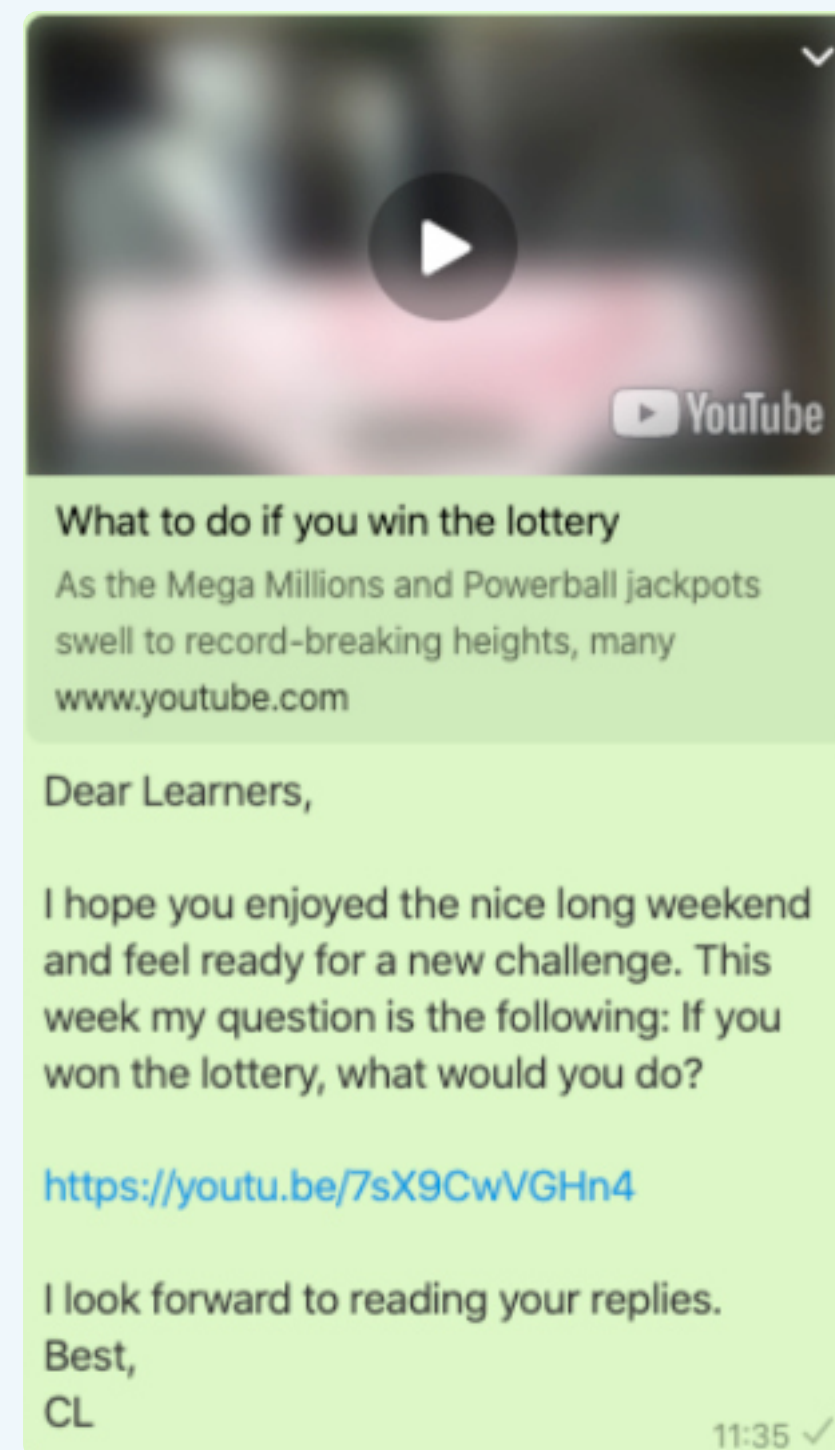 YouTube
What to do if you win the lottery
As the Mega Millions and Powerball jackpots
swell to record-breaking heights, many
www.youtube.com
Dear Learners,
I hope you enjoyed the nice long weekend
and feel ready for a new challenge. This
week my question is the following: If you
won the lottery, what would you do?
https://youtu.be/7sX9CwVGHn4
I look forward to reading your replies.
Best,
CL
11:35